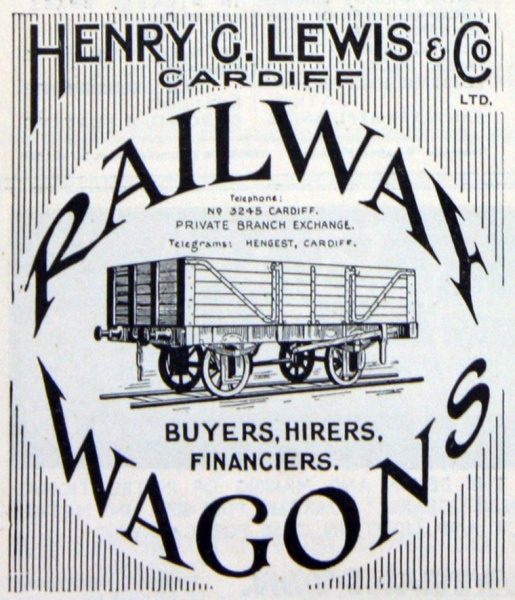 HENRY C. LEWIS & Co
LTD.
CARDIFF
RAILWAY
Telephone:
No 3245 CARDIFF.
PRIVATE BRANCH EXCHANGE.
Telegrams: HENGEST, CARDIFF.
BUYERS, HIRERS,
FINANCIERS.
WAGONS